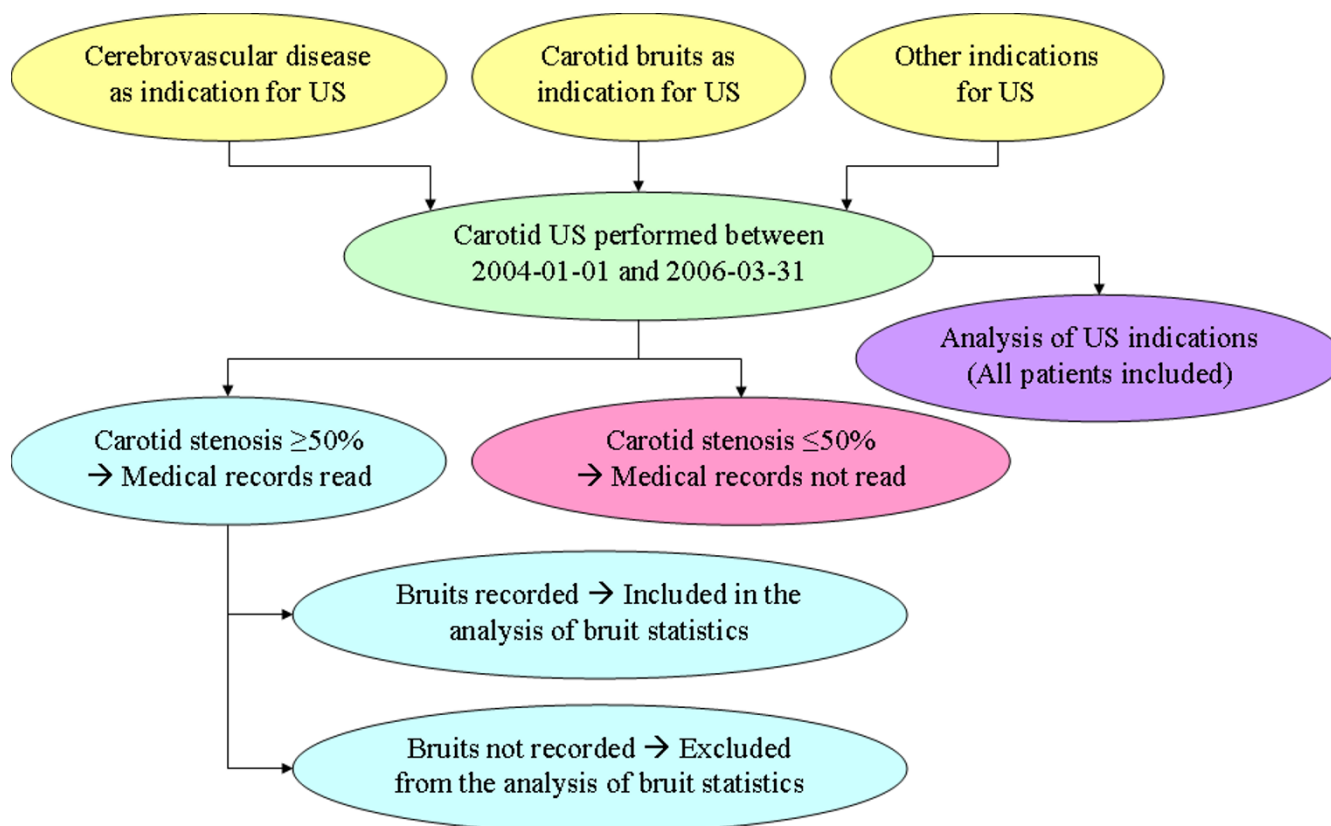 Cerebrovascular disease
as indication for US
Carotid bruits as
indication for US
Other indications
for US
Carotid US performed between
2004-01-01 and 2006-03-31
Analysis of US indications
(All patients included)
Carotid stenosis ≥50%
→ Medical records read
Carotid stenosis ≤50%
→ Medical records not read
Bruits recorded → Included in the
analysis of bruit statistics
Bruits not recorded → Excluded
from the analysis of bruit statistics